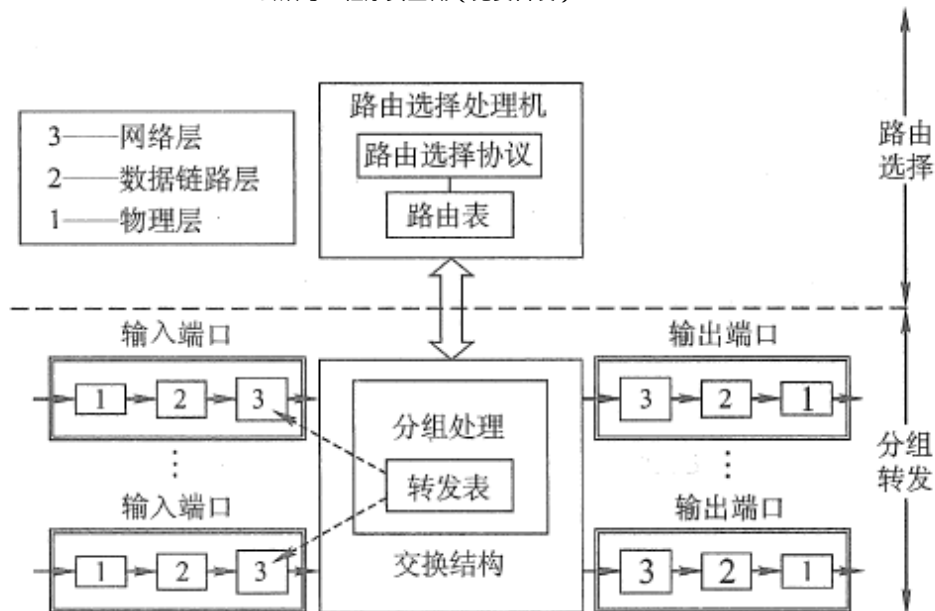 3——网络层
2——数据链路层
1——物理层
路由选择处理机
路由选择协议
路由表
路由
选择
输入端口
1 2 3
⋮
输入端口
1 2 3
分组处理
转发表
交换结构
输出端口
3 2 1
⋮
输出端口
3 2 1
分组
转发